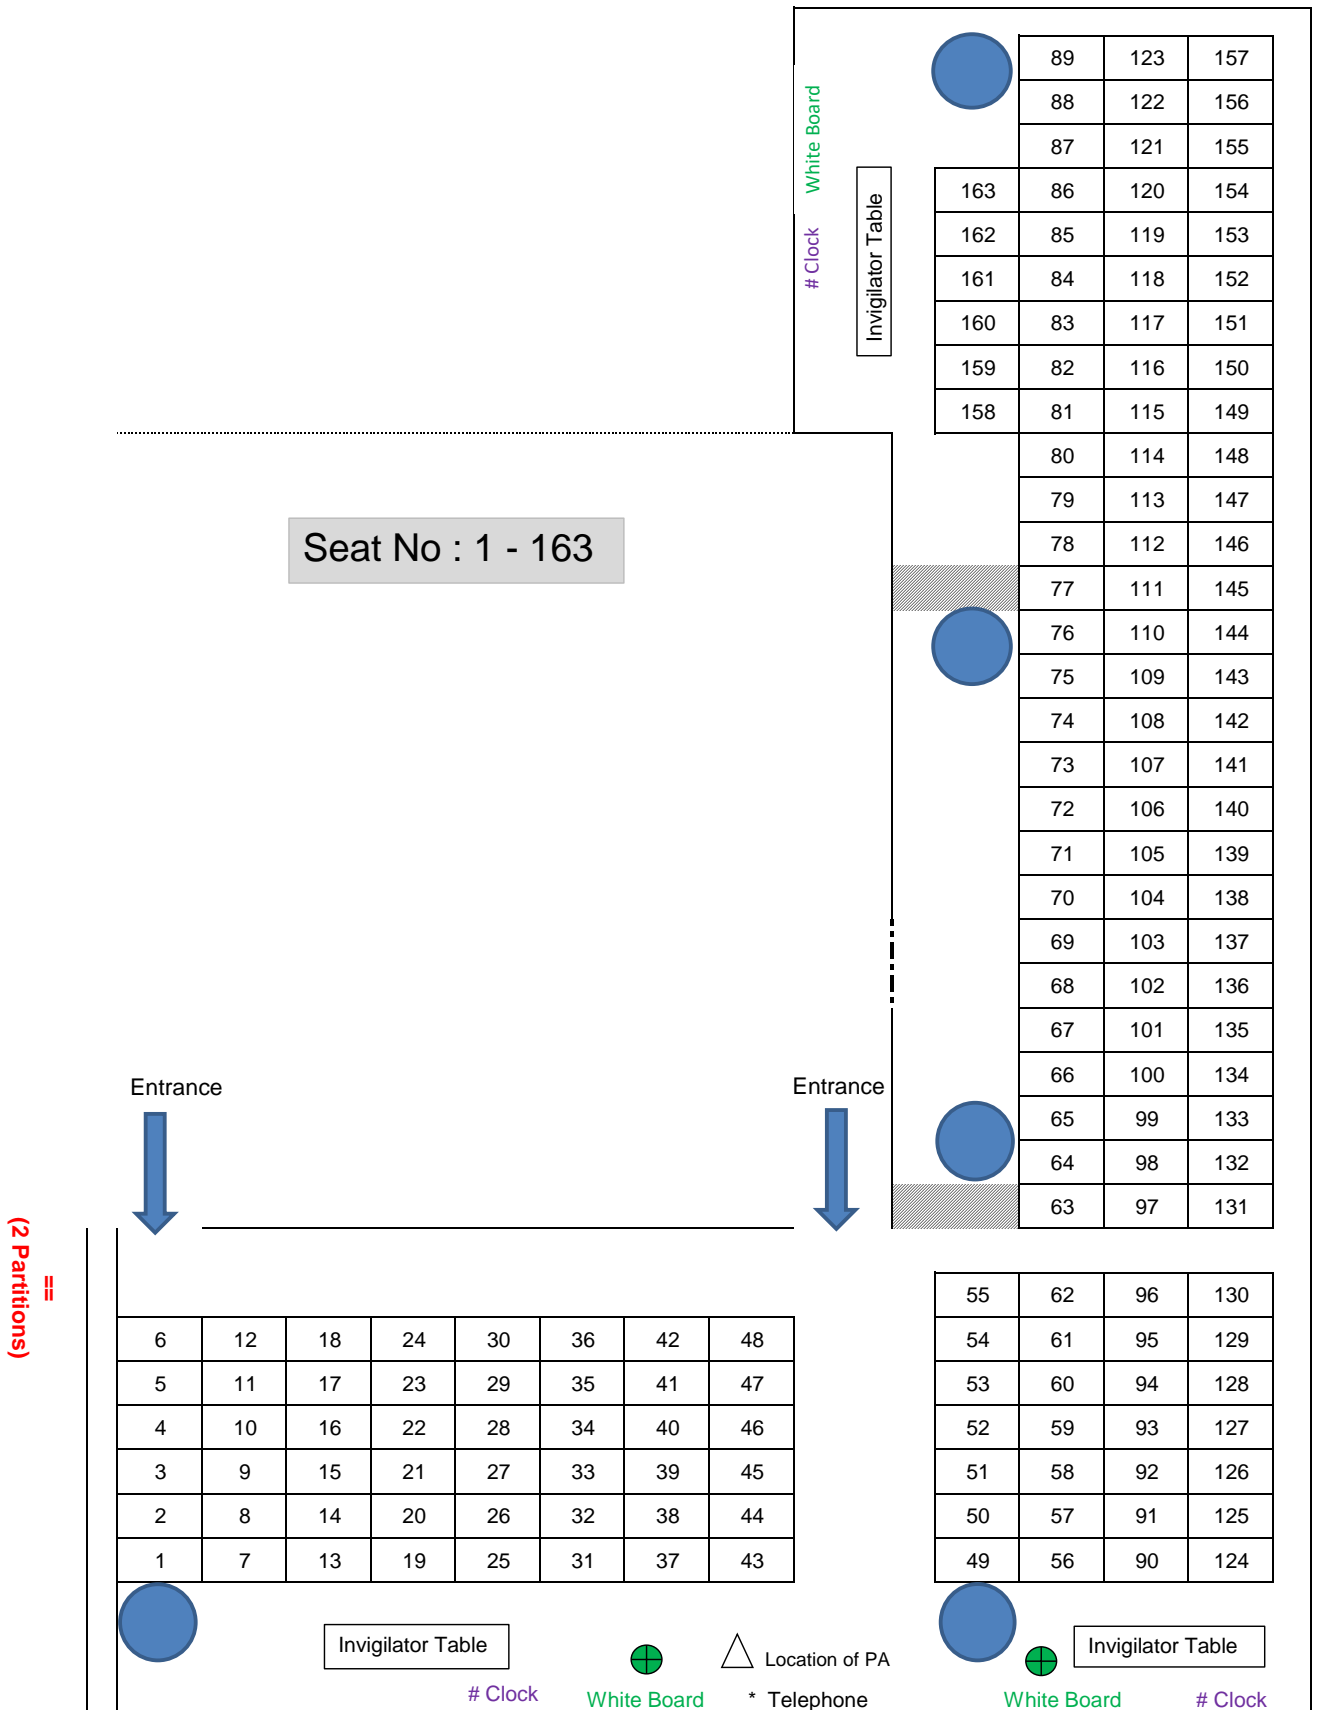 89 123 157
88 122 156
White Board
87 121 155
163 86 120 154
Invigilator Table
162 85 119 153
# Clock
161 84 118 152
160 83 117 151
159 82 116 150
158 81 115 149
80 114 148
79 113 147
Seat No : 1 - 163
78 112 146
77 111 145
76 110 144
75 109 143
74 108 142
73 107 141
72 106 140
71 105 139
70 104 138
69 103 137
68 102 136
67 101 135
66 100 134
Entrance Entrance
65 99 133
64 98 132
63 97 131
==
(2 Partitions)
55 62 96 130
6 12 18 24 30 36 42 48 54 61 95 129
5 11 17 23 29 35 41 47 53 60 94 128
4 10 16 22 28 34 40 46 52 59 93 127
3 9 15 21 27 33 39 45 51 58 92 126
2 8 14 20 26 32 38 44 50 57 91 125
1 7 13 19 25 31 37 43 49 56 90 124
Invigilator Table Location of PA Invigilator Table
# Clock White Board * Telephone White Board # Clock